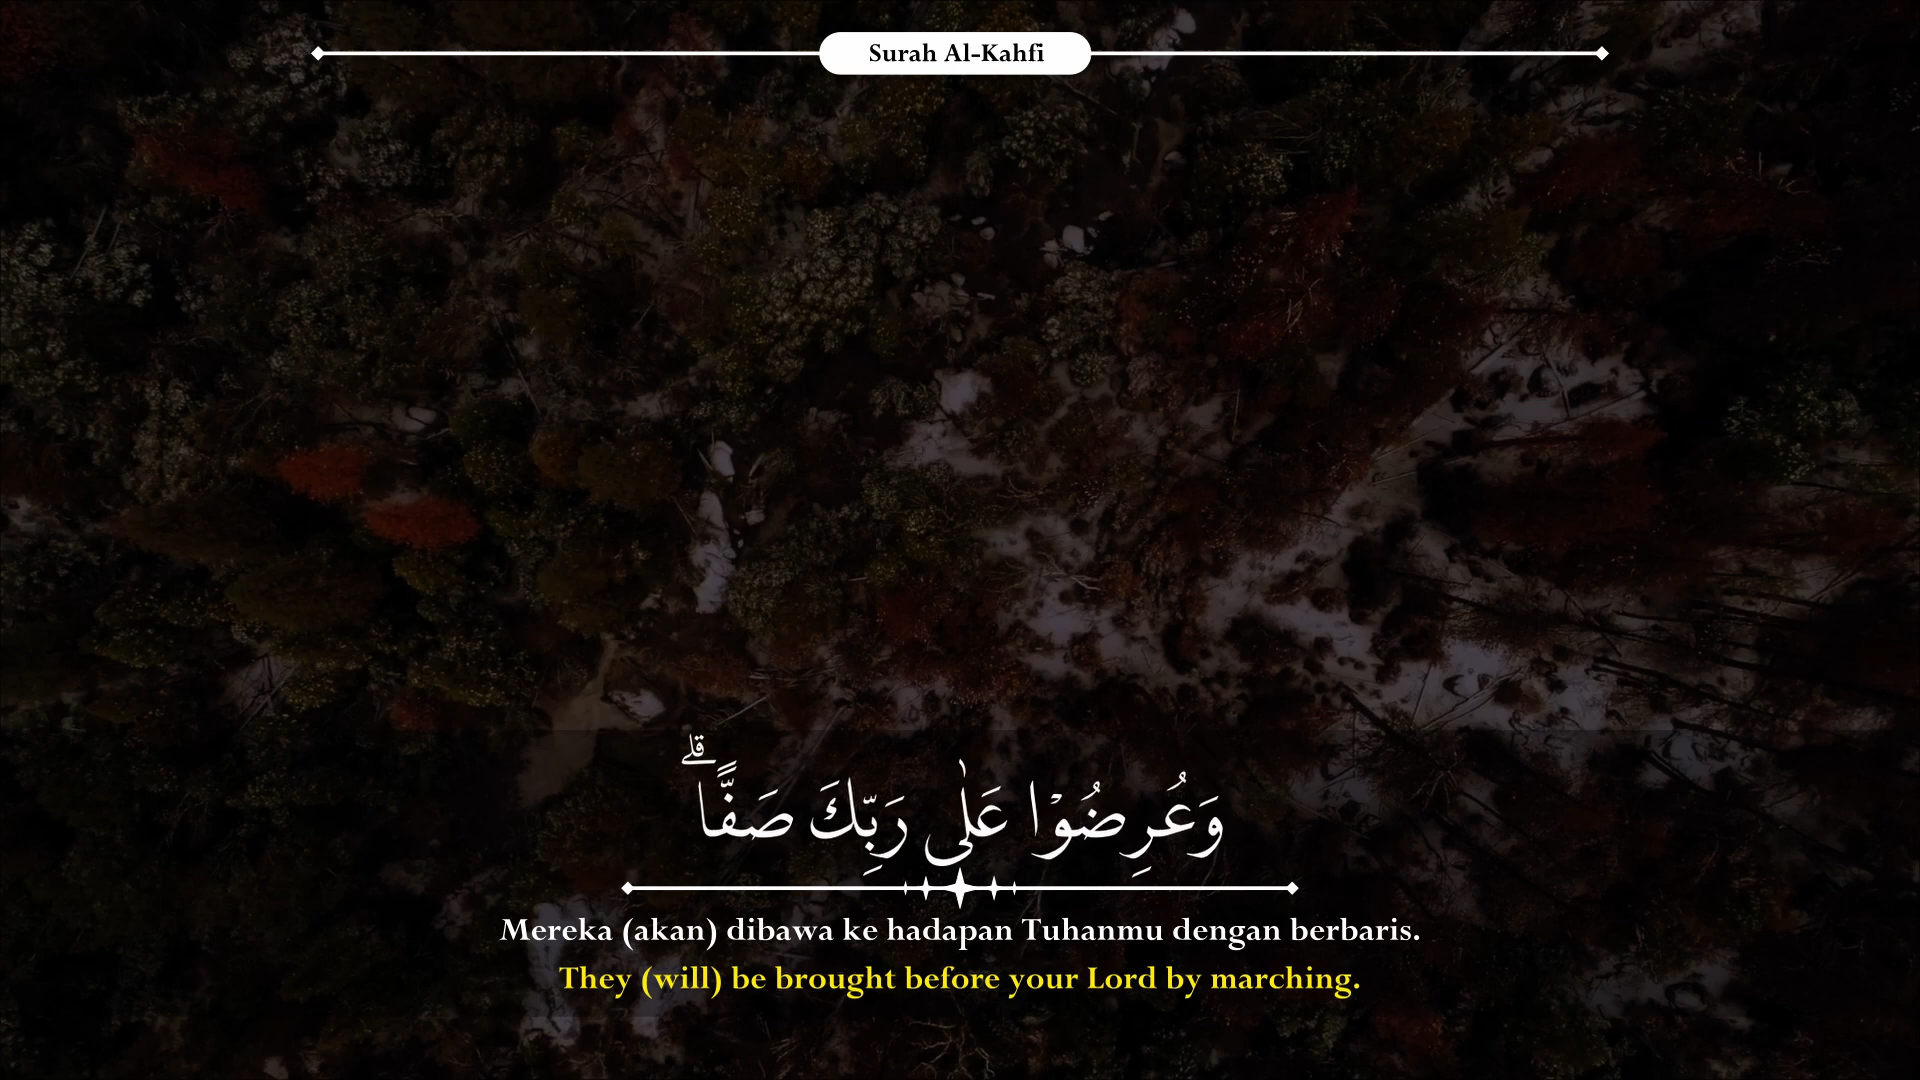 Surah Al-Kahfi
وَعُرِضُوْا عَلٰى رَبِّكَ صَفًّاۗ
Mereka (akan) dibawa ke hadapan Tuhanmu dengan berbaris.
They (will) be brought before your Lord by marching.